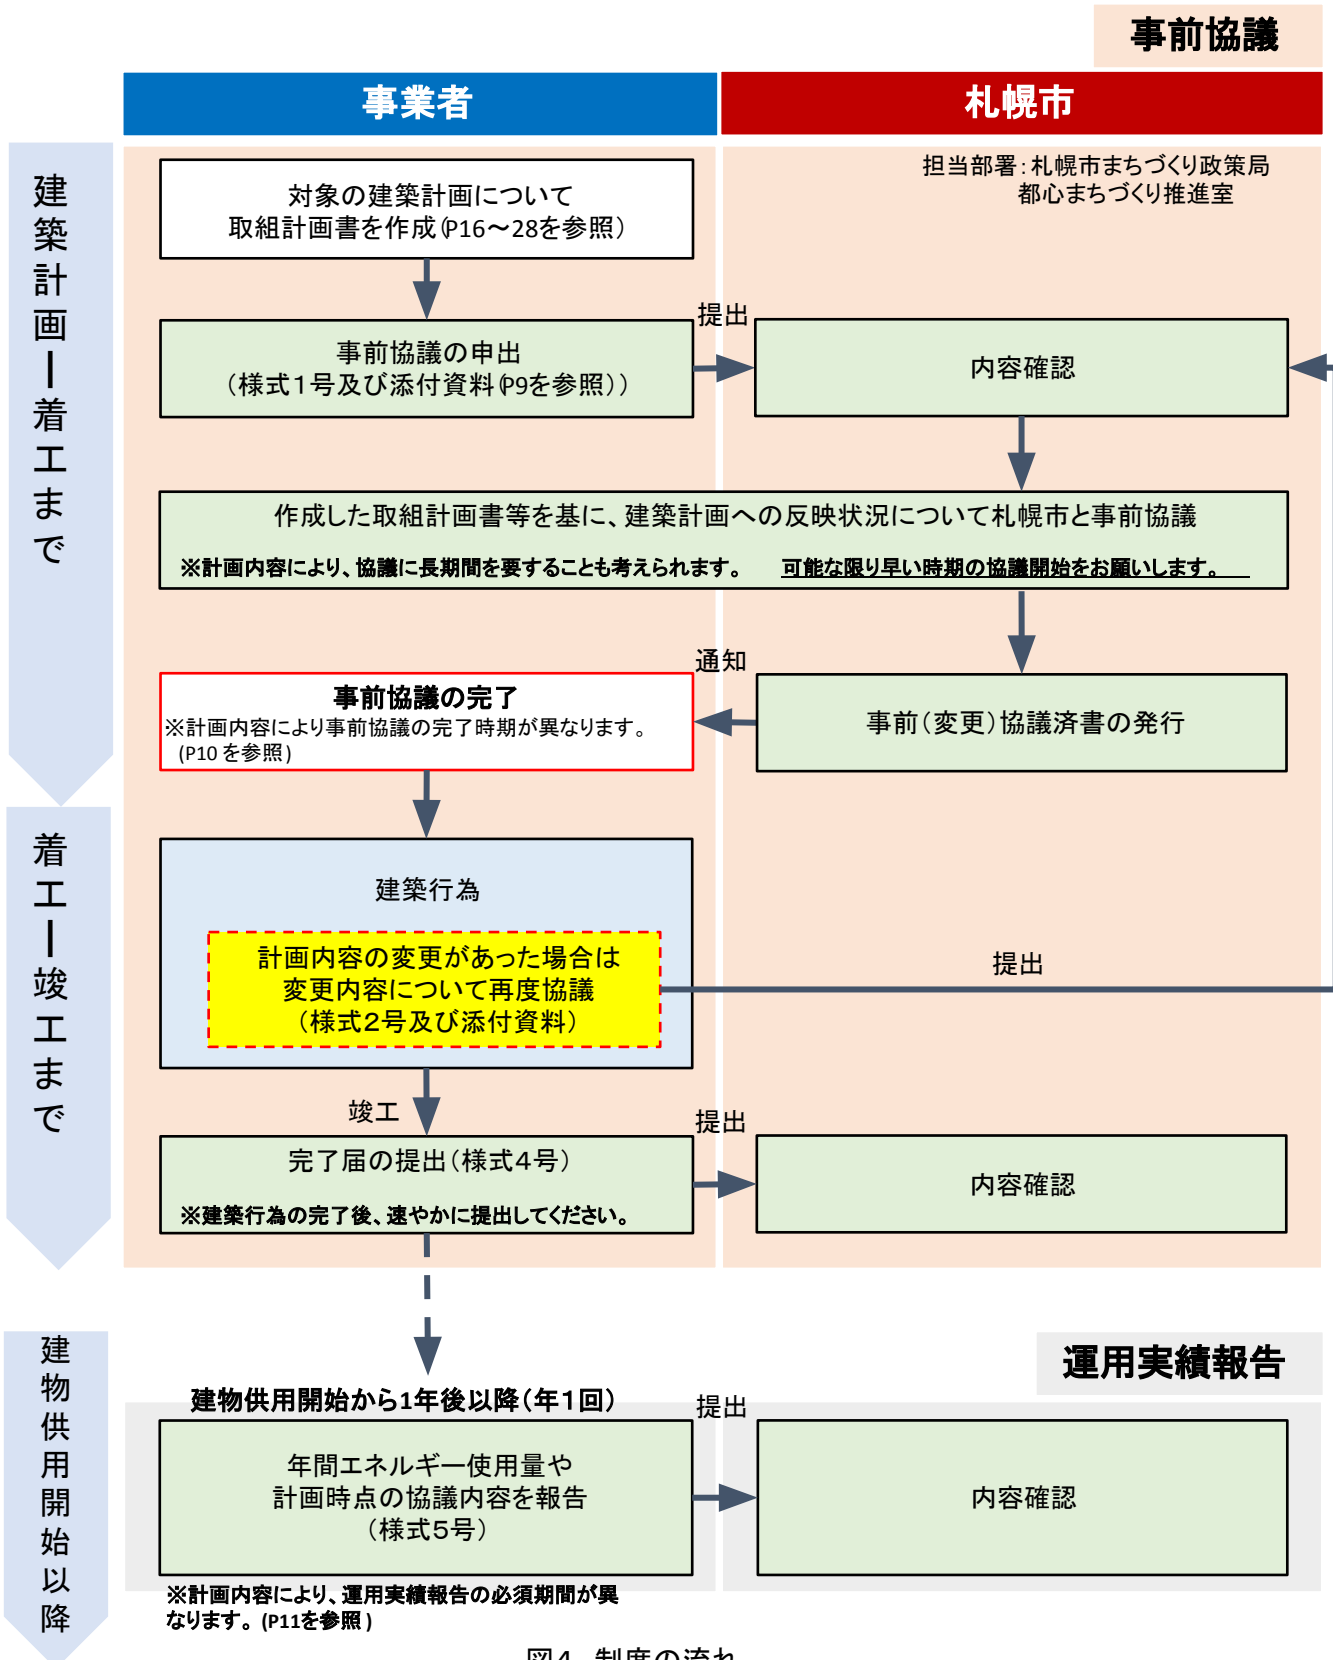 事前協議
事業者
札幌市
建築計画ー着工まで
担当部署：札幌市まちづくり政策局
都心まちづくり推進室
対象の建築計画について
取組計画書を作成(P16～28を参照)
事前協議の申出
（様式１号及び添付資料(P9を参照)）
提出
内容確認
作成した取組計画書等を基に、建築計画への反映状況について札幌市と事前協議
※計画内容により、協議に長期間を要することも考えられます。　可能な限り早い時期の協議開始をお願いします。
通知
事前協議の完了
※計画内容により事前協議の完了時期が異なります。
(P10を参照)
事前（変更）協議済書の発行
着工ー竣工まで
建築行為
計画内容の変更があった場合は
変更内容について再度協議
（様式２号及び添付資料）
提出
竣工
完了届の提出（様式４号）
※建築行為の完了後、速やかに提出してください。
提出
内容確認
建物供用開始以降
運用実績報告
建物供用開始から1年後以降（年１回）
提出
年間エネルギー使用量や
計画時点の協議内容を報告
（様式５号）
内容確認
※計画内容により、運用実績報告の必須期間が異
なります。(P11を参照)
図4 制度の流れ